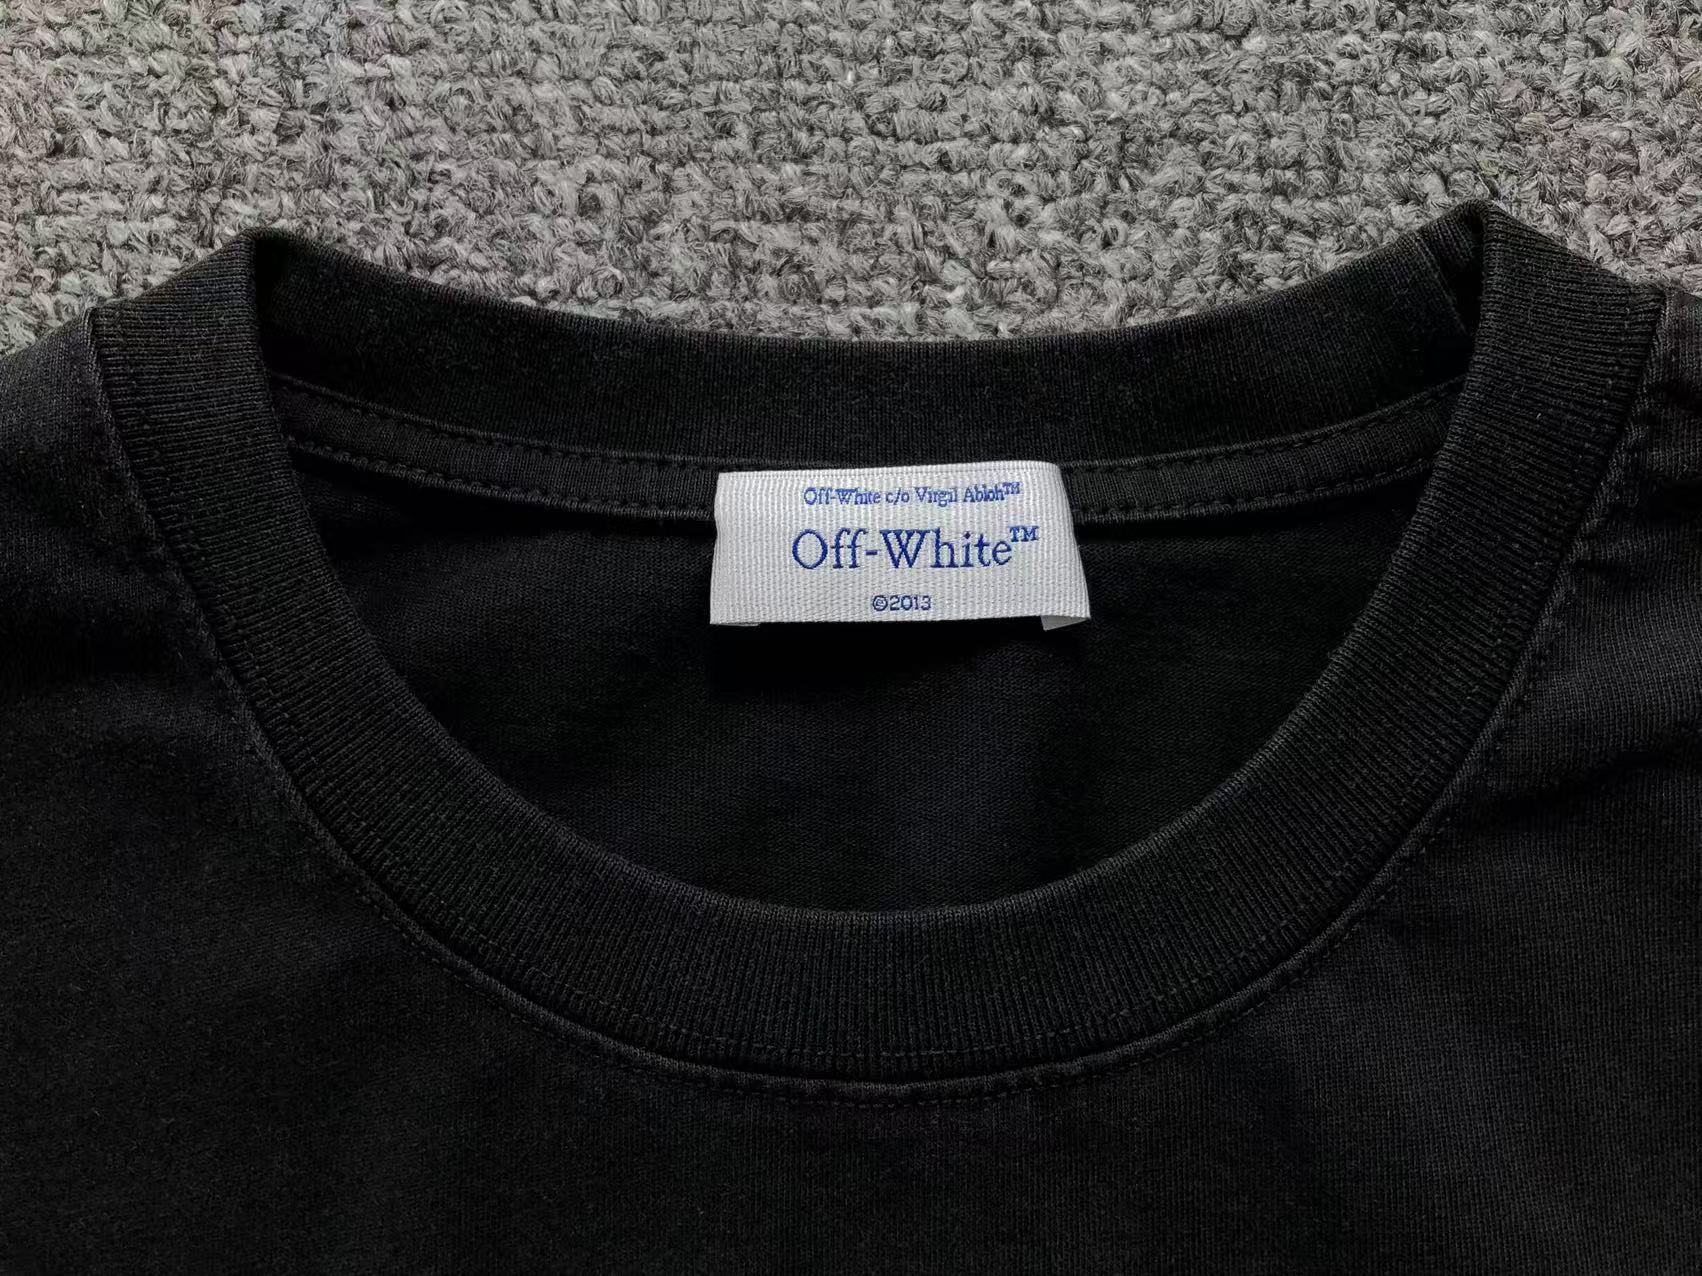 Off-White c/o Virgil Abloh™
Off-White™
©2013